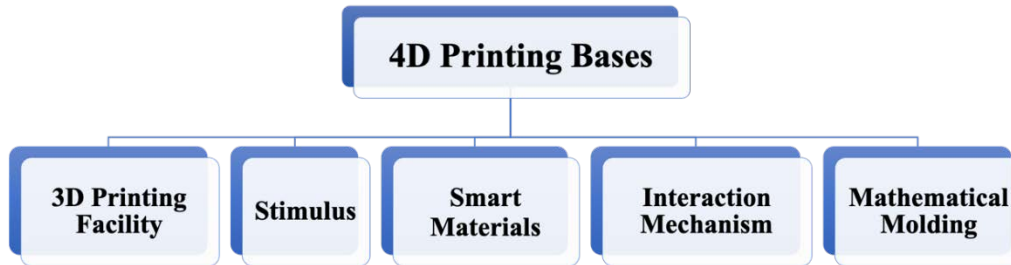 4D Printing Bases
3D Printing
Facility
Stimulus
Smart
Materials
Interaction
Mechanism
Mathematical
Molding